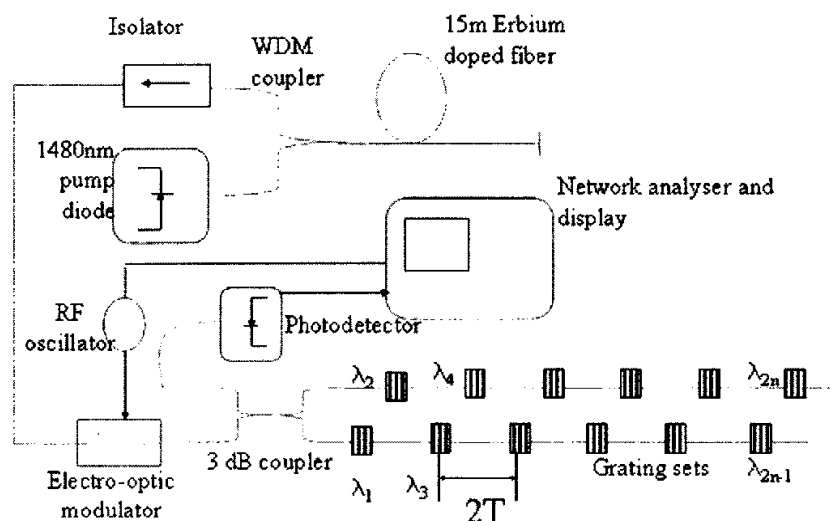 Isolator
WDM
coupler
15m Erbium
doped fiber
1480nm
pump
diode
Network analyser and
display
RF
oscillator
Photodetector
λ2
λ4
λ2n
3 dB coupler
Grating sets
Electro-optic
modulator
λ1
λ3
2T
λ2n-1